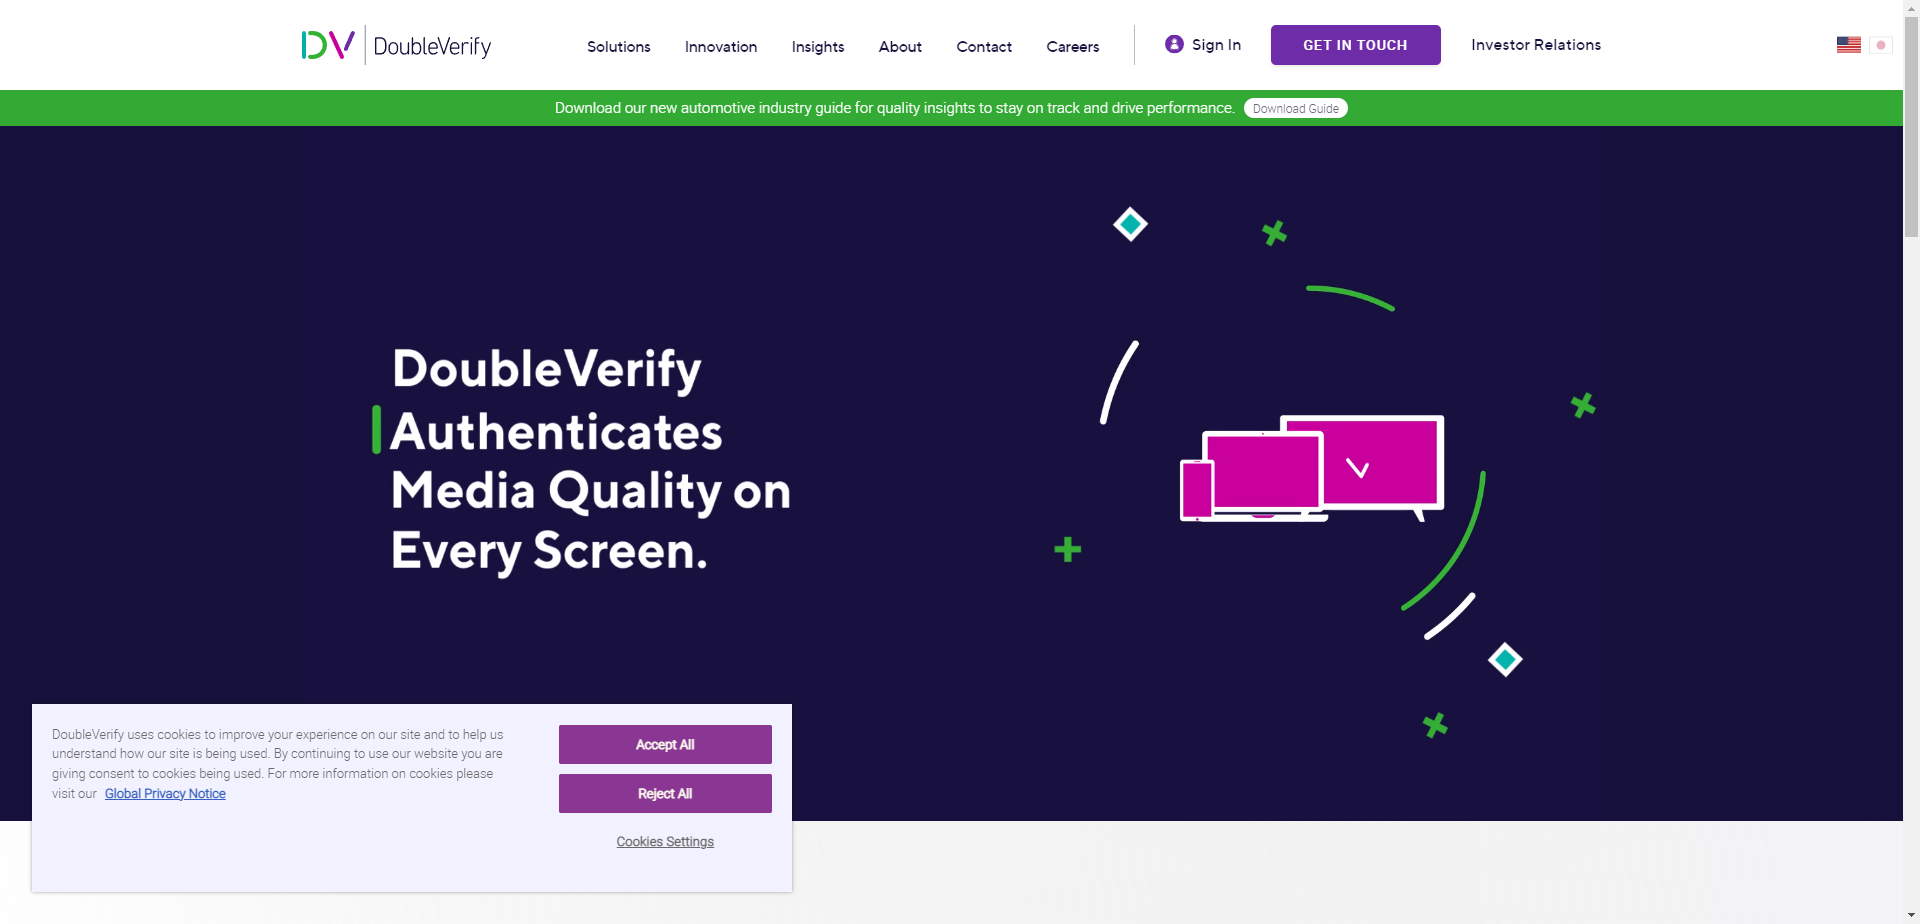 DV DoubleVerify
Solutions
Innovation
Insights
About
Contact
Careers
Sign In
GET IN TOUCH
Investor Relations
Download our new automotive industry guide for quality insights to stay on track and drive performance. Download Guide
DoubleVerify
Authenticates
Media Quality on
Every Screen.
DoubleVerify uses cookies to improve your experience on our site and to help us
understand how our site is being used. By continuing to use our website you are
giving consent to cookies being used. For more information on cookies please
visit our Global Privacy Notice
Accept All
Reject All
Cookies Settings